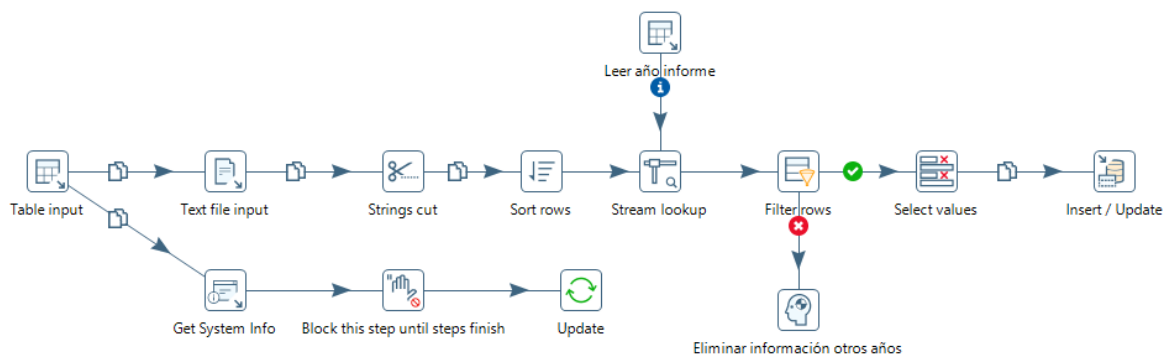 Leer año informe
Table input
Text file input
Strings cut
Sort rows
Stream lookup
Filter rows
Select values
Insert / Update
Get System Info
Block this step until steps finish
Update
Eliminar información otros años